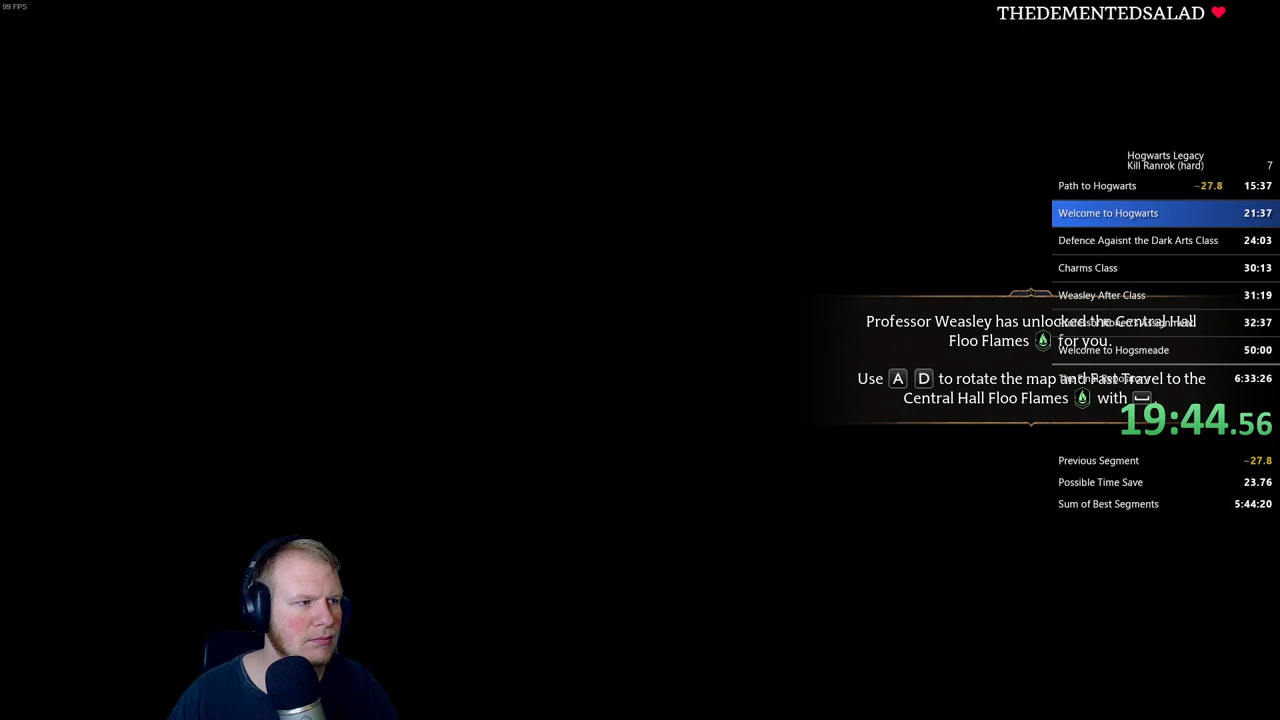 99 FPS
THEDEMENTEDSALAD
Hogwarts Legacy
Kill Ranrok (hard) 7
Path to Hogwarts −27.8 15:37
Welcome to Hogwarts 21:37
Defence Agaisnt the Dark Arts Class 24:03
Charms Class 30:13
Weasley After Class 31:19
Professor Weasley has unlocked the Central Hall
32:37
Floo Flames for you.
Welcome to Hogsmeade 50:00
Use A D to rotate the map and Fast Travel to the
6:33:26
Central Hall Floo Flames with
19:44.56
Previous Segment −27.8
Possible Time Save 23.76
Sum of Best Segments 5:44:20